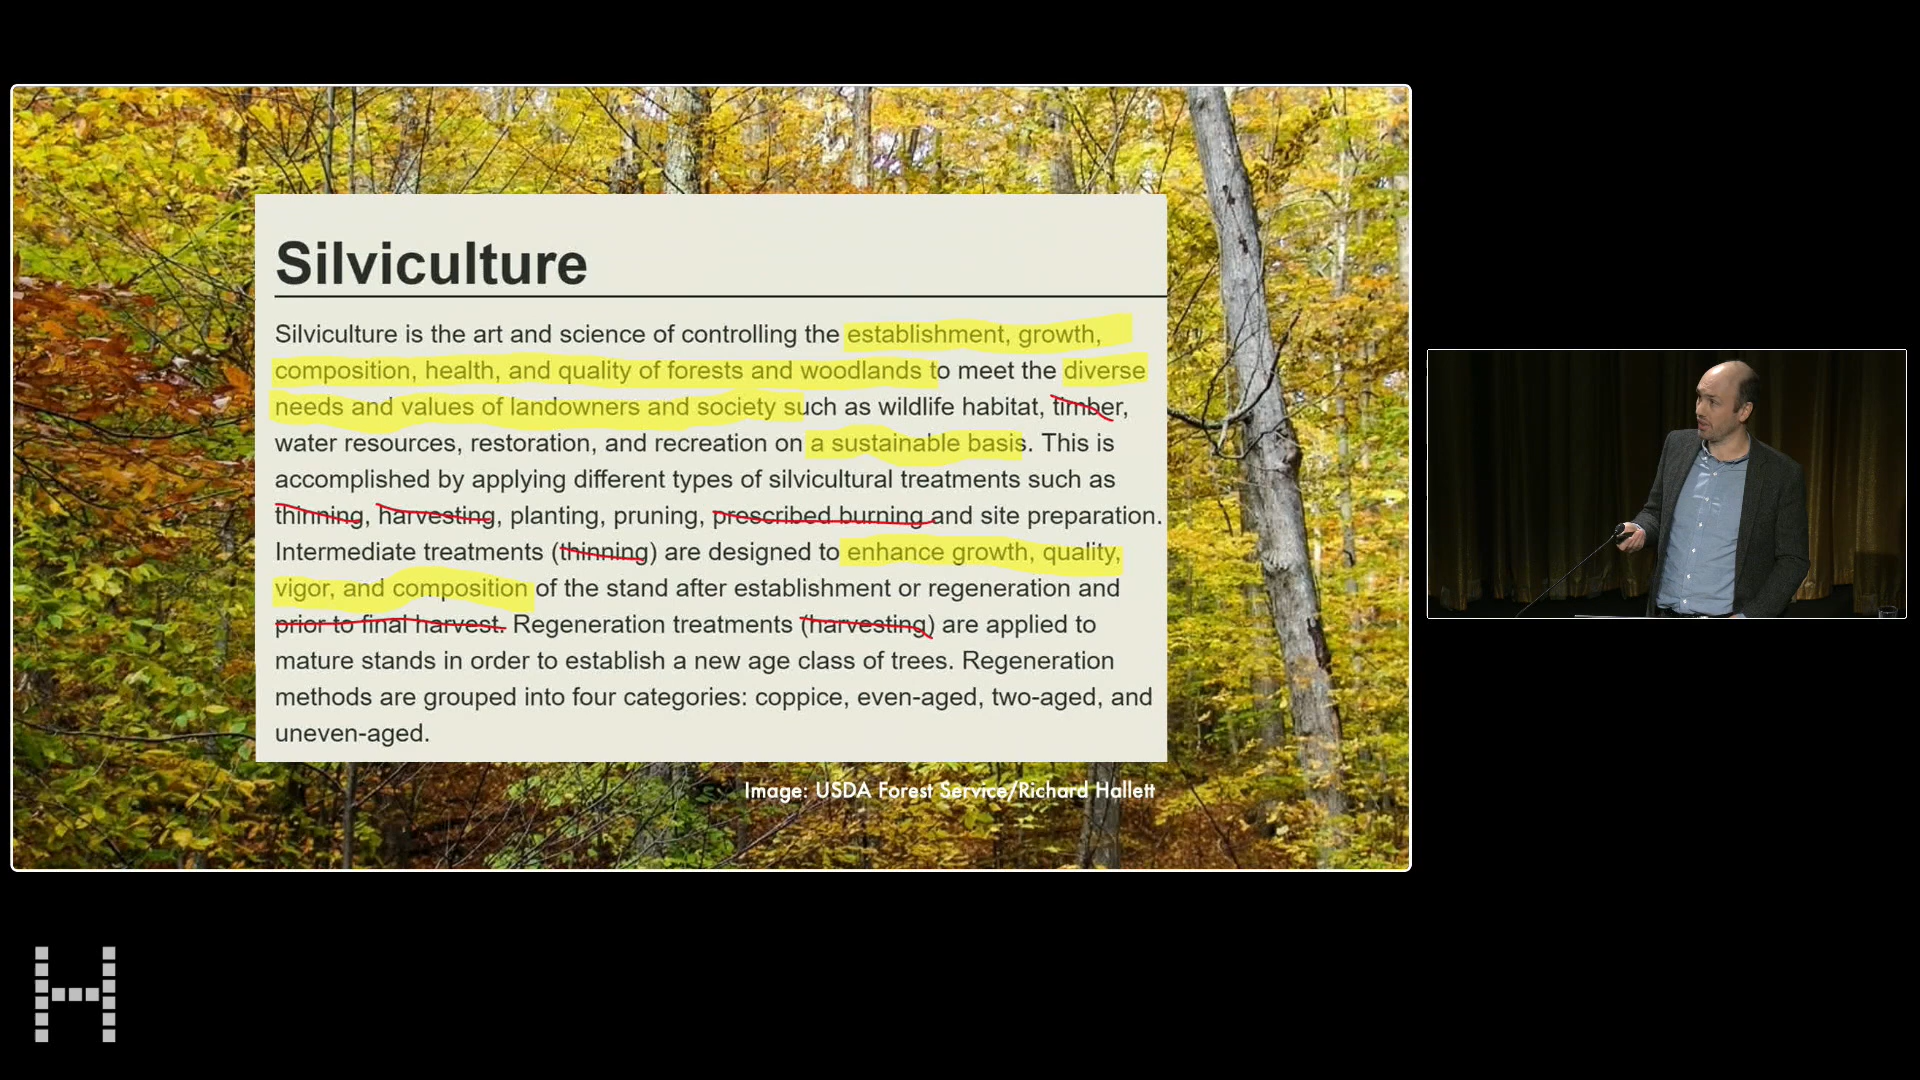 Silviculture
Silviculture is the art and science of controlling the establishment, growth,
composition, health, and quality of forests and woodlands to meet the diverse
needs and values of landowners and society such as wildlife habitat, timber,
water resources, restoration, and recreation on a sustainable basis. This is
accomplished by applying different types of silvicultural treatments such as
thinning, harvesting, planting, pruning, prescribed burning and site preparation.
Intermediate treatments (thinning) are designed to enhance growth, quality,
vigor, and composition of the stand after establishment or regeneration and
prior to final harvest. Regeneration treatments (harvesting) are applied to
mature stands in order to establish a new age class of trees. Regeneration
methods are grouped into four categories: coppice, even-aged, two-aged, and
uneven-aged.
Image: USDA Forest Service/Richard Hallett
H